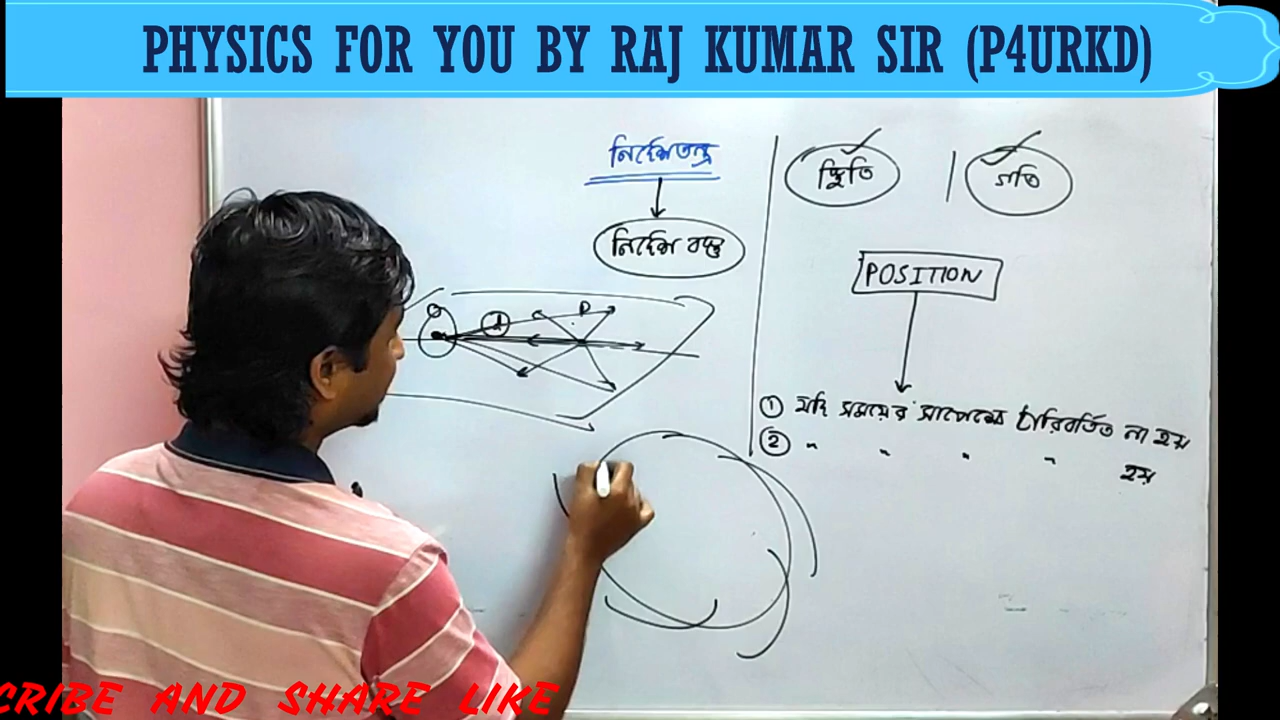 PHYSICS FOR YOU BY RAJ KUMAR SIR (P4URKD)
নির্দেশতন্ত্র
স্থিতি
গতি
নির্দেশ বস্তু
POSITION
① যদি সময়ের সাপেক্ষে পরিবর্তিত না হয়
② " " " " হয়
CRIBE AND SHARE LIKE